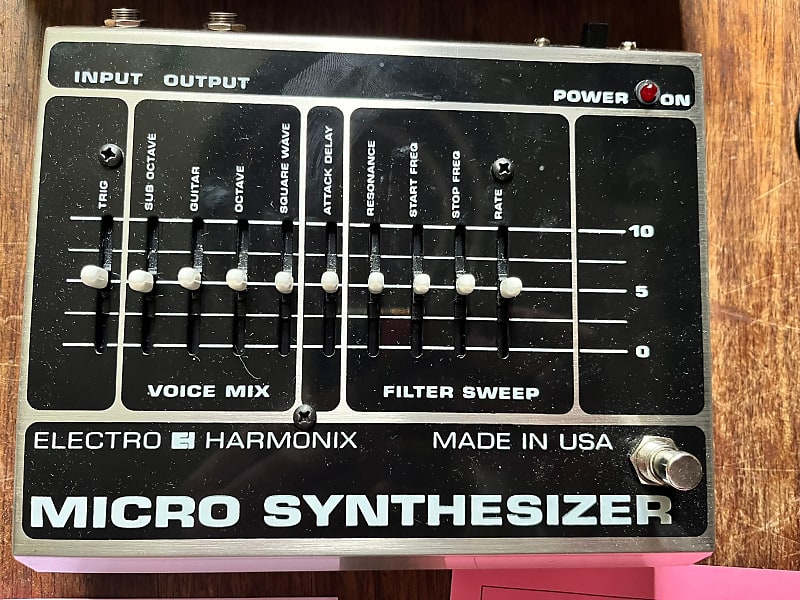 INPUT OUTPUT
POWER ON
TRIG
SUB OCTAVE
GUITAR
OCTAVE
SQUARE WAVE
ATTACK DELAY
RESONANCE
START FREQ
STOP FREQ
RATE
10
5
0
VOICE MIX
FILTER SWEEP
ELECTRO EH HARMONIX
MADE IN USA
MICRO SYNTHESIZER